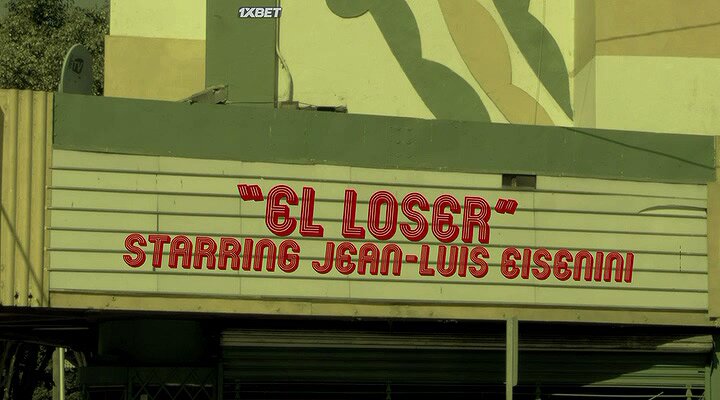 1XBET
"EL LOSER"
STARRING JEAN-LUIS EISENINI